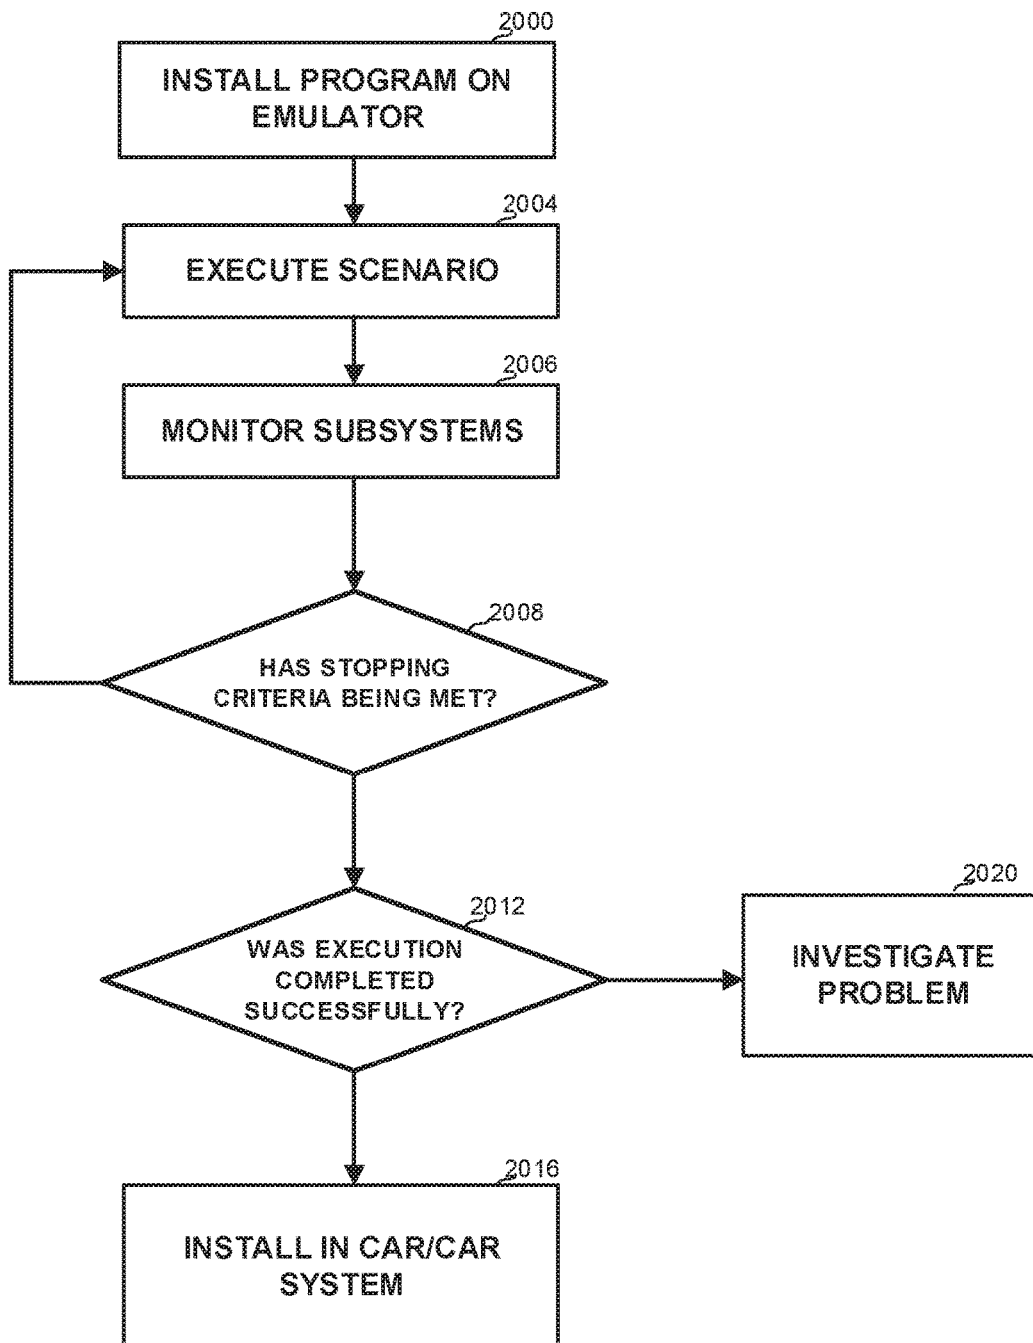 2000
INSTALL PROGRAM ON
EMULATOR
2004
EXECUTE SCENARIO
2006
MONITOR SUBSYSTEMS
2008
HAS STOPPING
CRITERIA BEING MET?
2012
WAS EXECUTION
COMPLETED
SUCCESSFULLY?
2020
INVESTIGATE
PROBLEM
2016
INSTALL IN CAR/CAR
SYSTEM